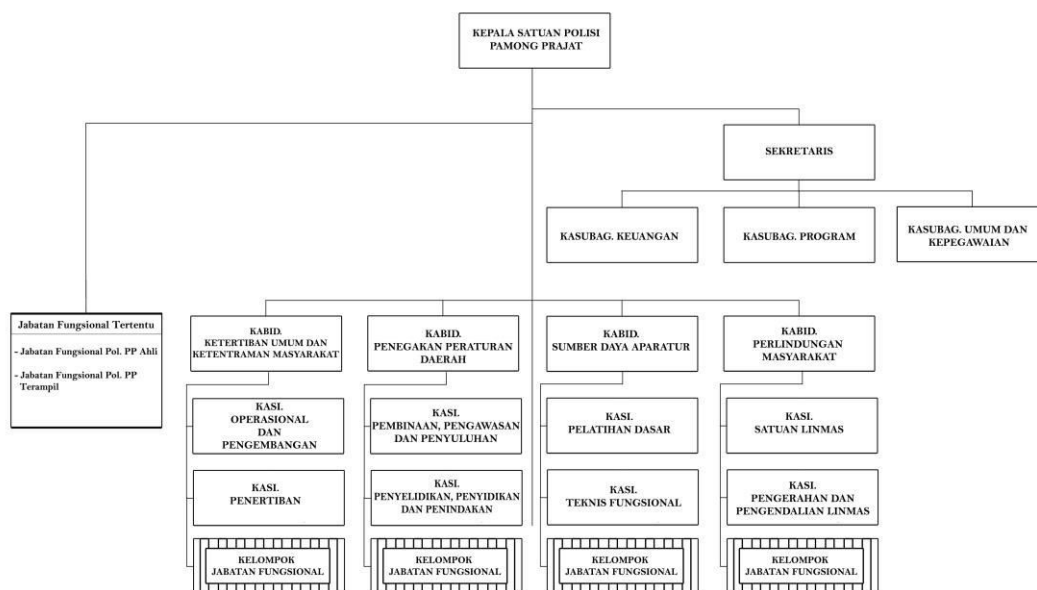 KEPALA SATUAN POLISI
PAMONG PRAJAT
SEKRETARIS
KASUBAG. KEUANGAN
KASUBAG. PROGRAM
KASUBAG. UMUM DAN
KEPEGAWAIAN
Jabatan Fungsional Tertentu
- Jabatan Fungsional Pol. PP Ahli
- Jabatan Fungsional Pol. PP
Terampil
KABID.
KETERTIBAN UMUM DAN
KETENTRAMAN MASYARAKAT
KABID.
PENEGAKAN PERATURAN
DAERAH
KABID.
SUMBER DAYA APARATUR
KABID.
PERLINDUNGAN
MASYARAKAT
KASI.
OPERASIONAL
DAN
PENGEMBANGAN
KASI.
PEMBINAAN, PENGAWASAN
DAN PENYULUHAN
KASI.
PELATIHAN DASAR
KASI.
SATUAN LINMAS
KASI.
PENERTIBAN
KASI.
PENYELIDIKAN, PENYIDIKAN
DAN PENINDAKAN
KASI.
TEKNIS FUNGSIONAL
KASI.
PENGERAHAN DAN
PENGENDALIAN LINMAS
KELOMPOK
JABATAN FUNGSIONAL
KELOMPOK
JABATAN FUNGSIONAL
KELOMPOK
JABATAN FUNGSIONAL
KELOMPOK
JABATAN FUNGSIONAL